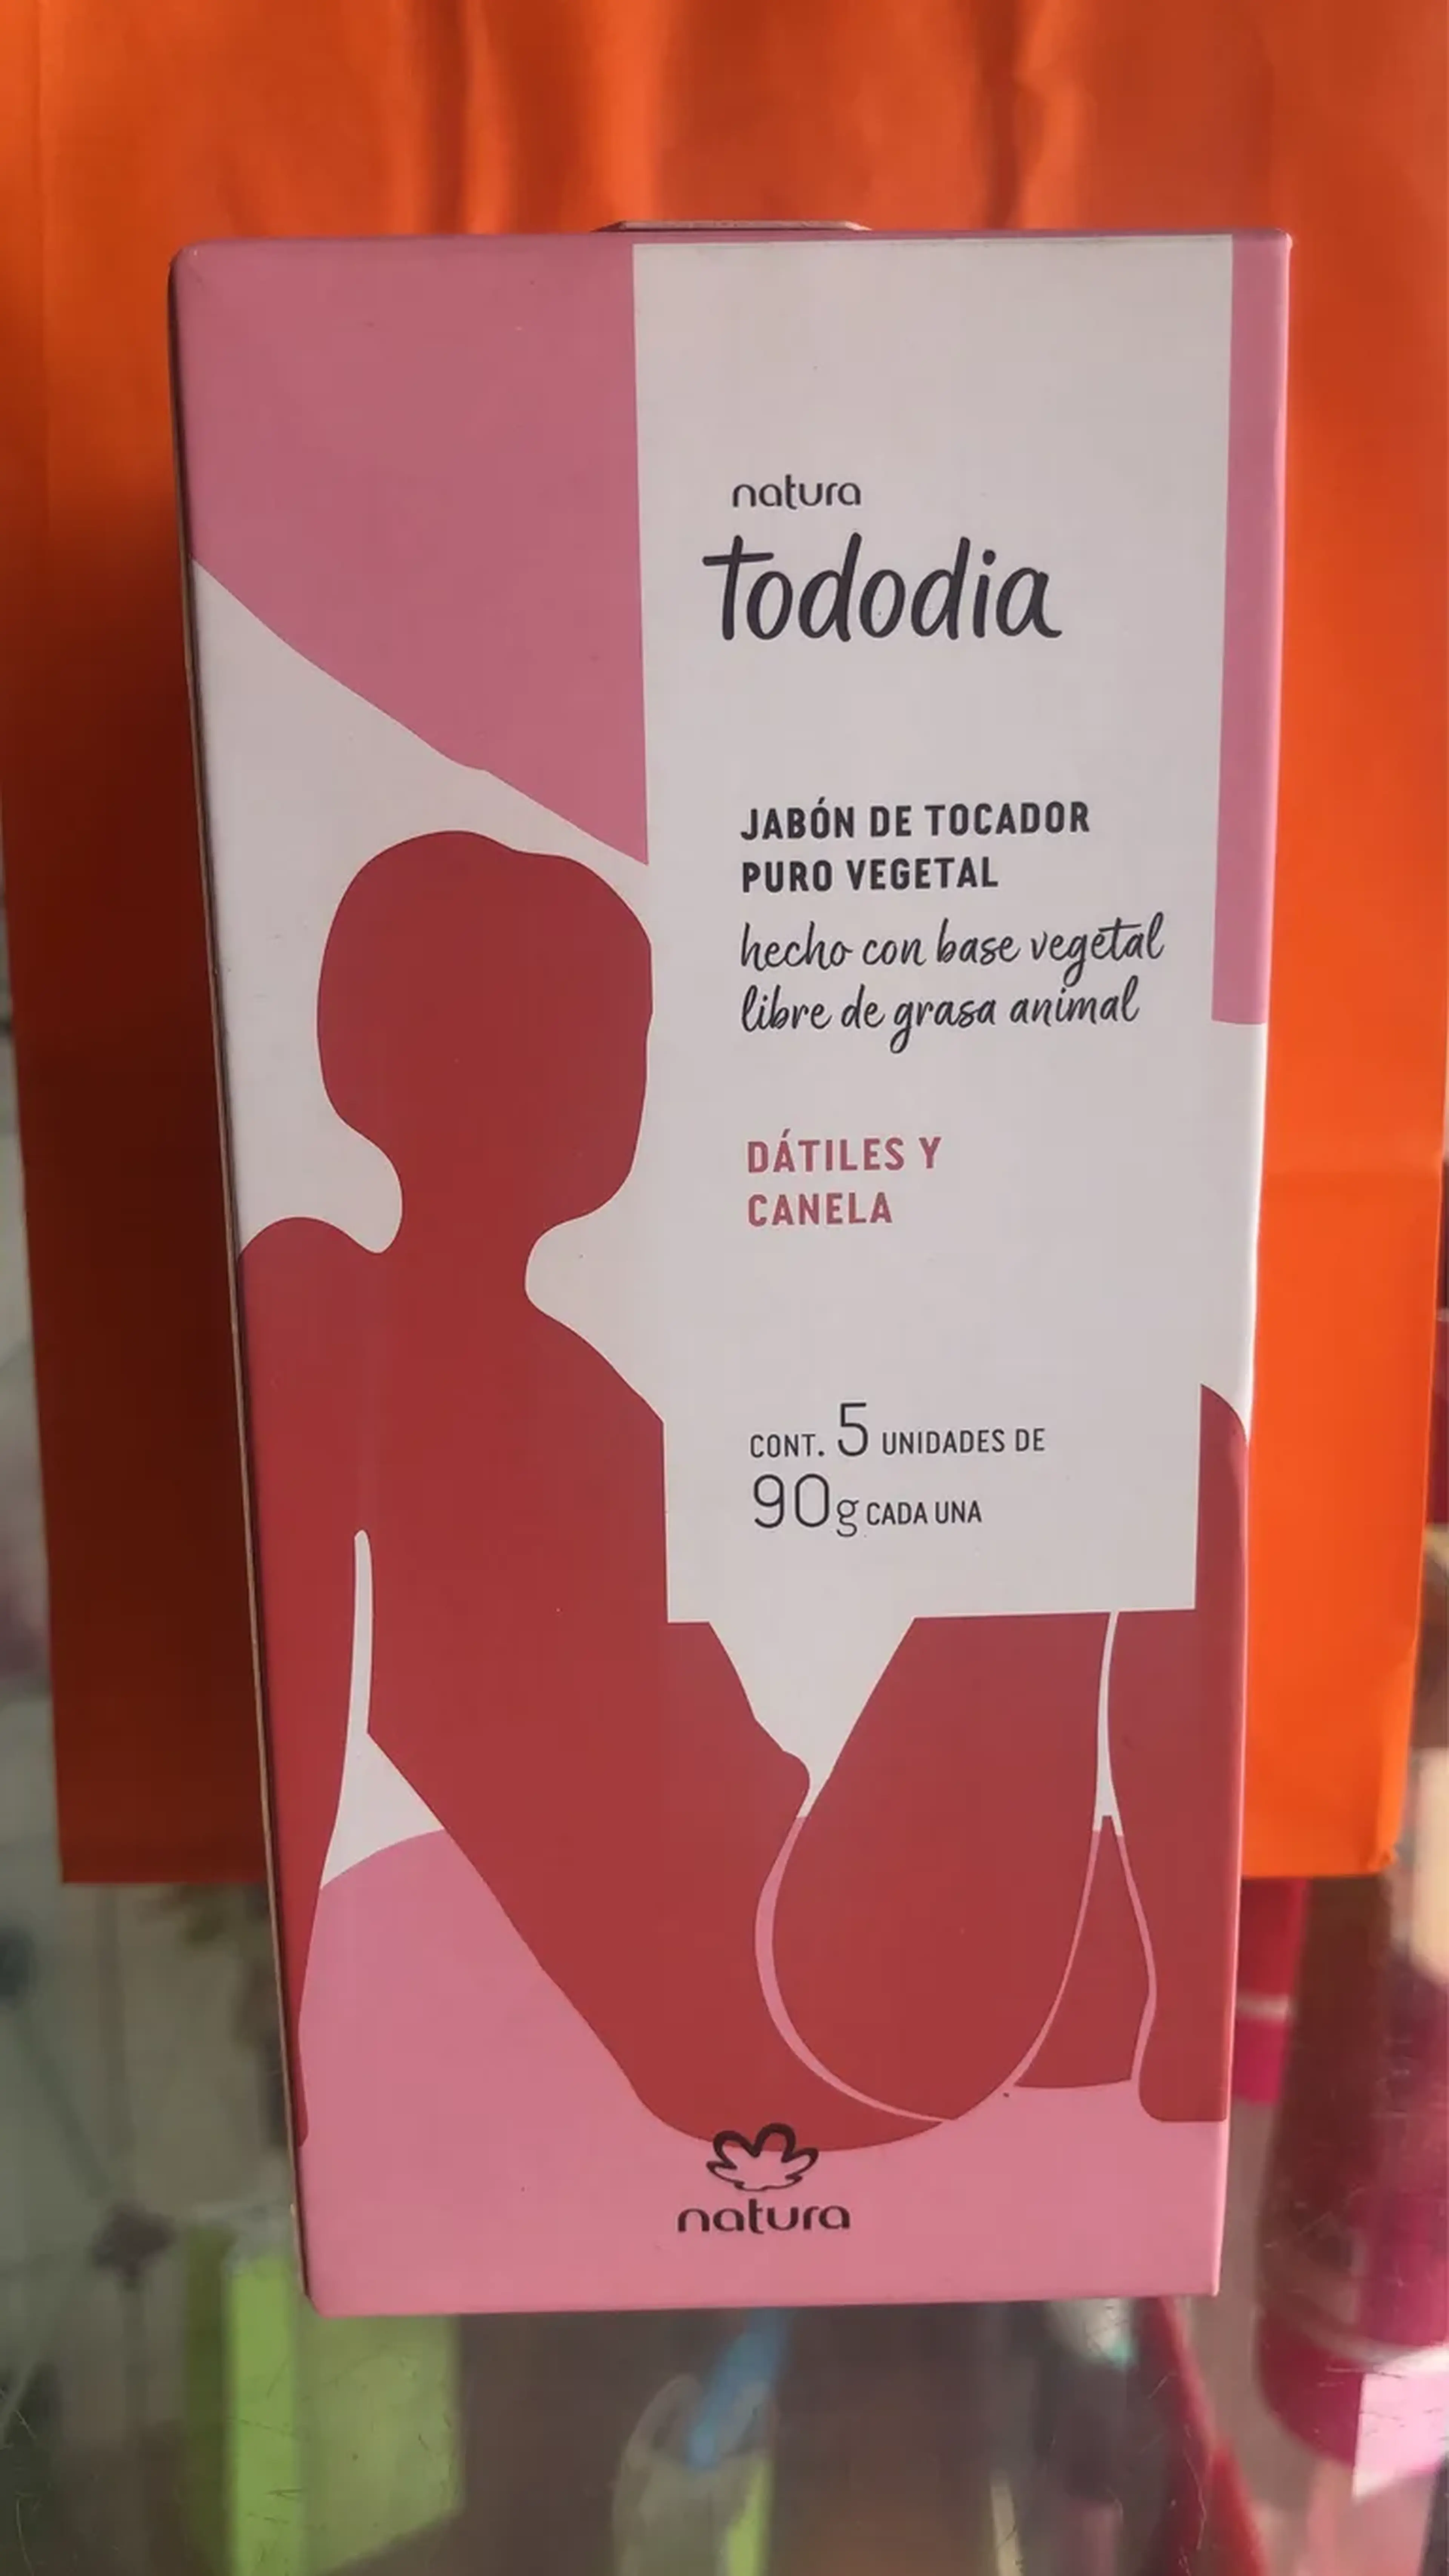 natura
Tododia
JABÓN DE TOCADOR
PURO VEGETAL
hecho con base vegetal
libre de grasa animal
DÁTILES Y
CANELA
CONT. 5 UNIDADES DE
90g CADA UNA
natura